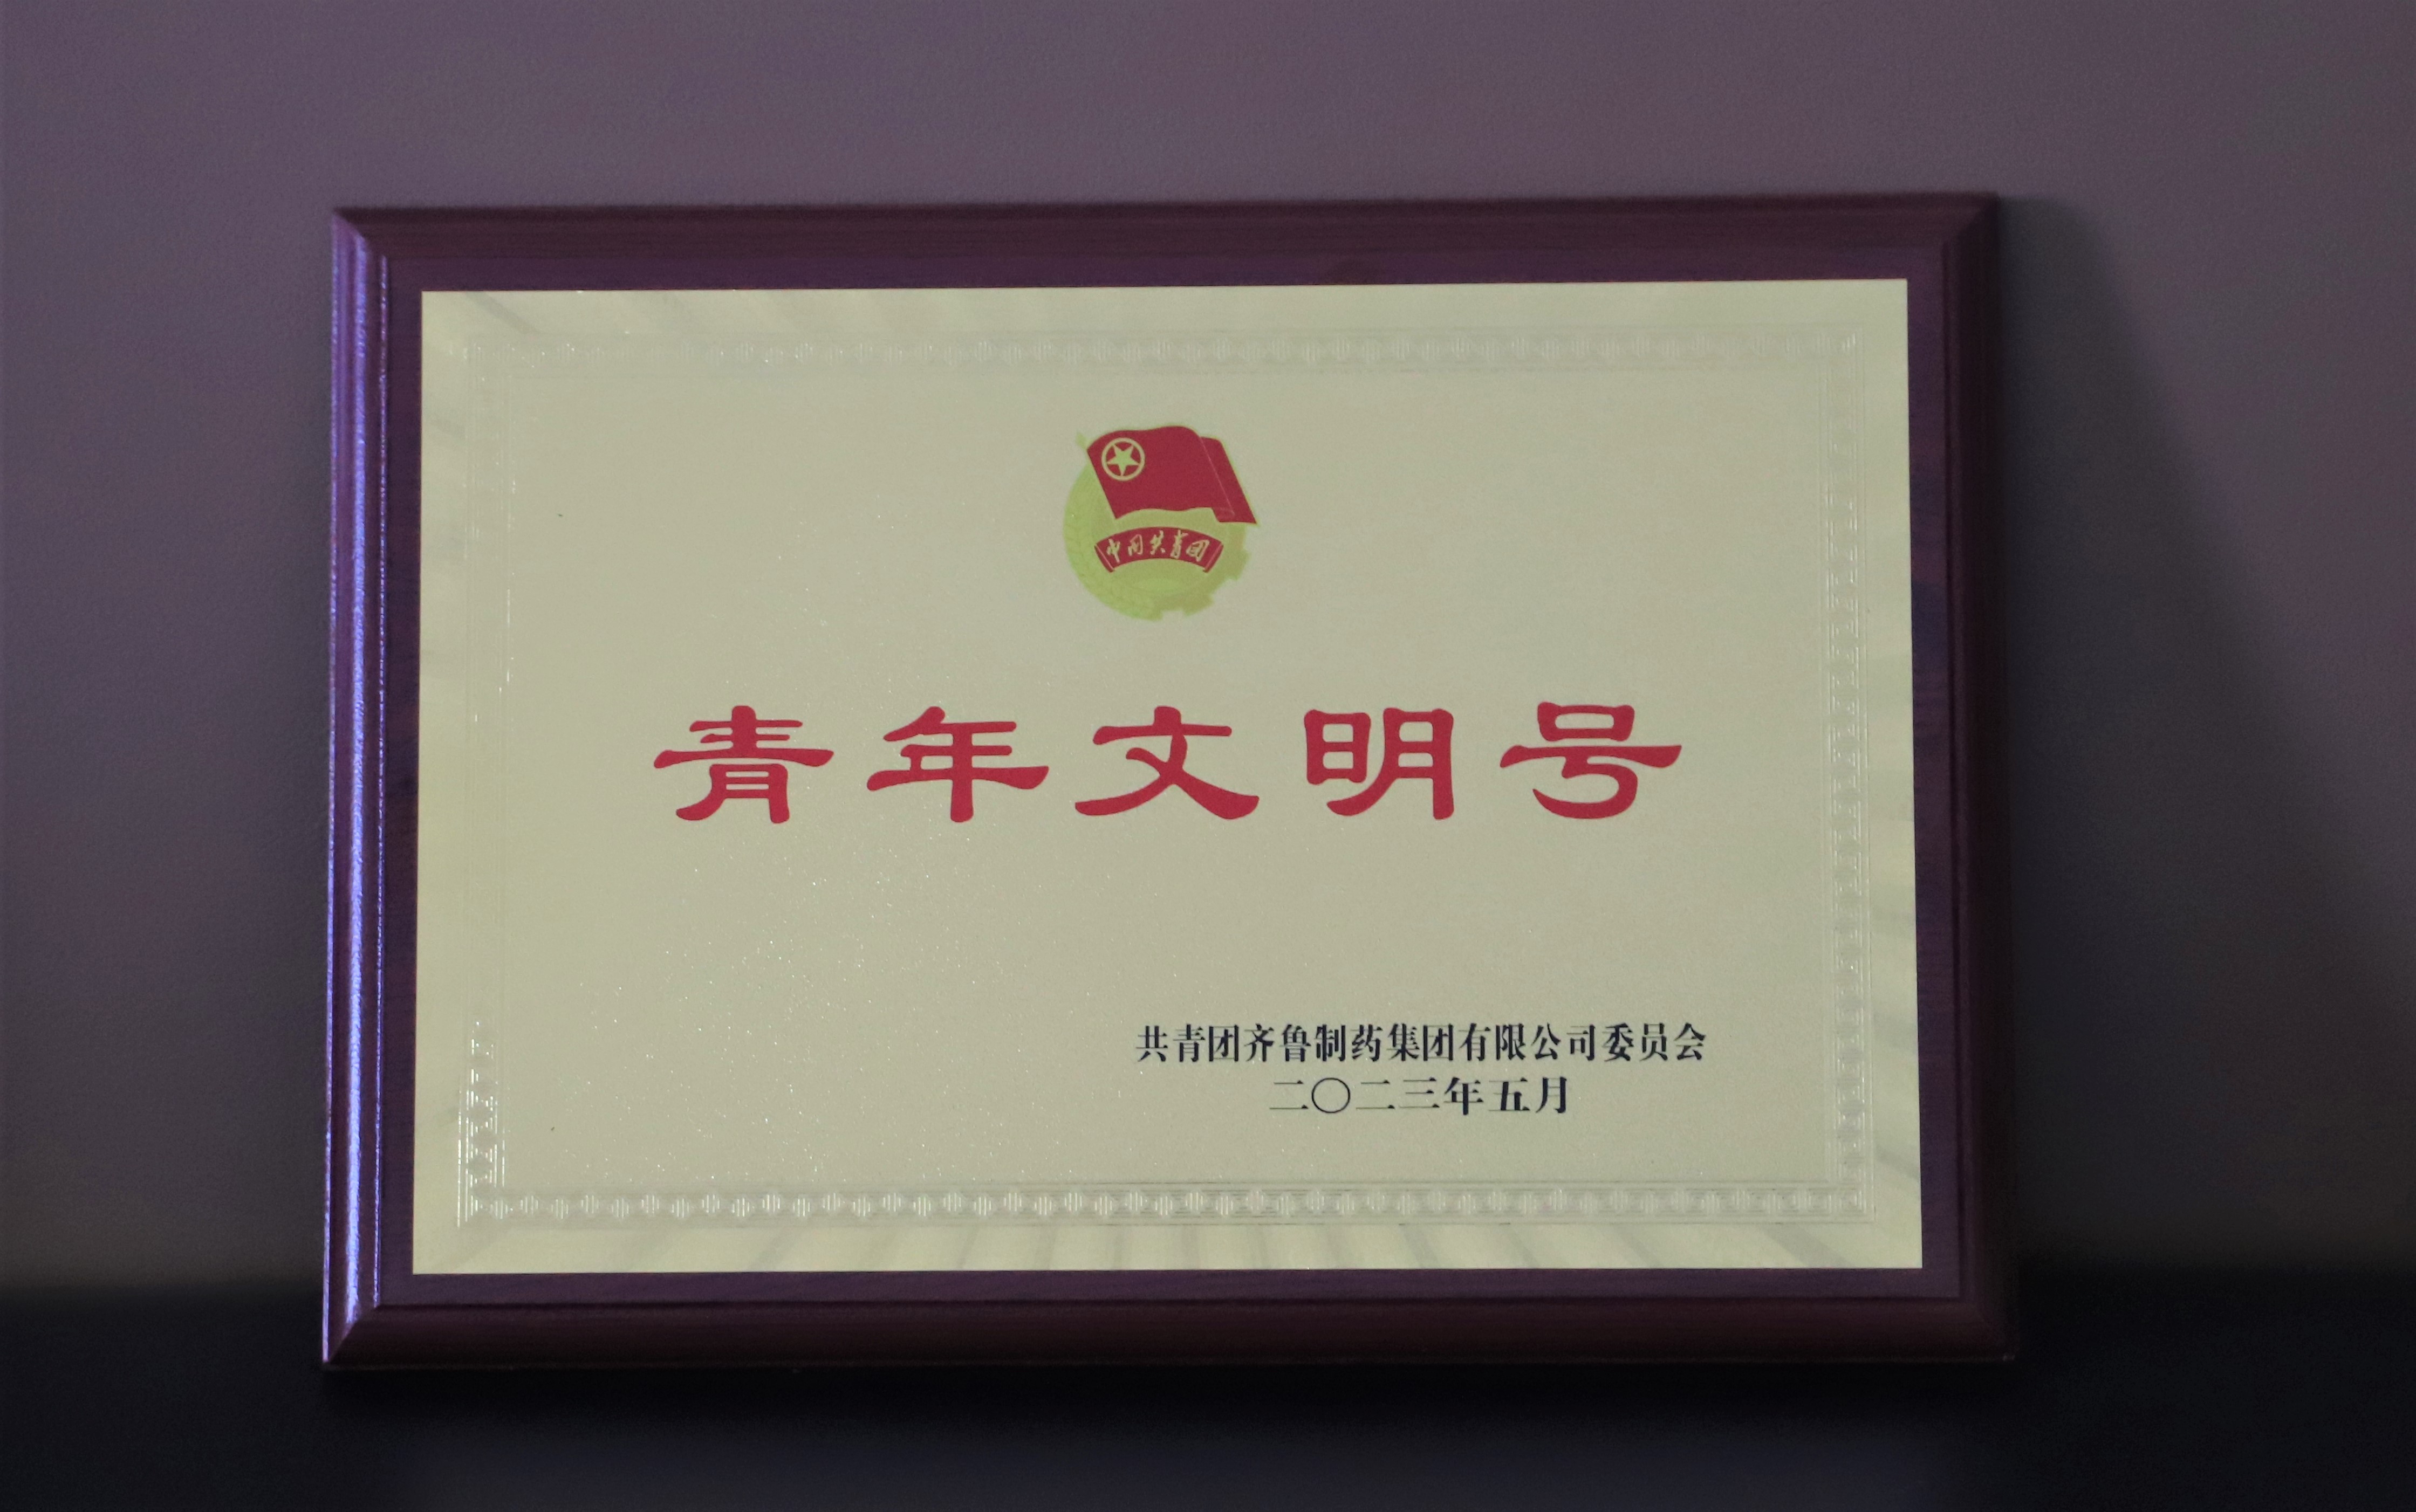 中国共青团
青年文明号
共青团齐鲁制药集团有限公司委员会
二〇二三年五月